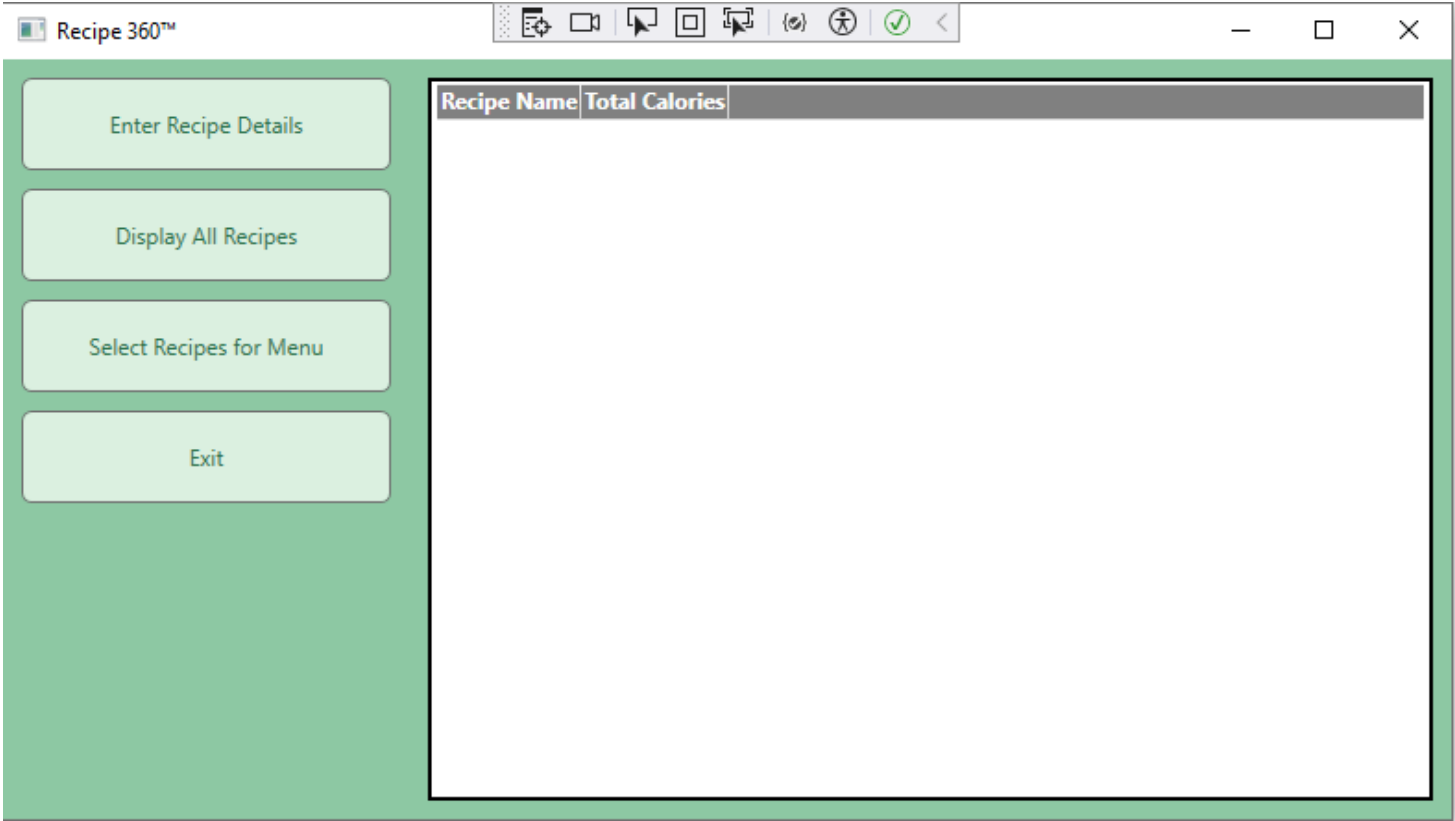 Recipe 360™
Enter Recipe Details
Display All Recipes
Select Recipes for Menu
Exit
Recipe Name Total Calories